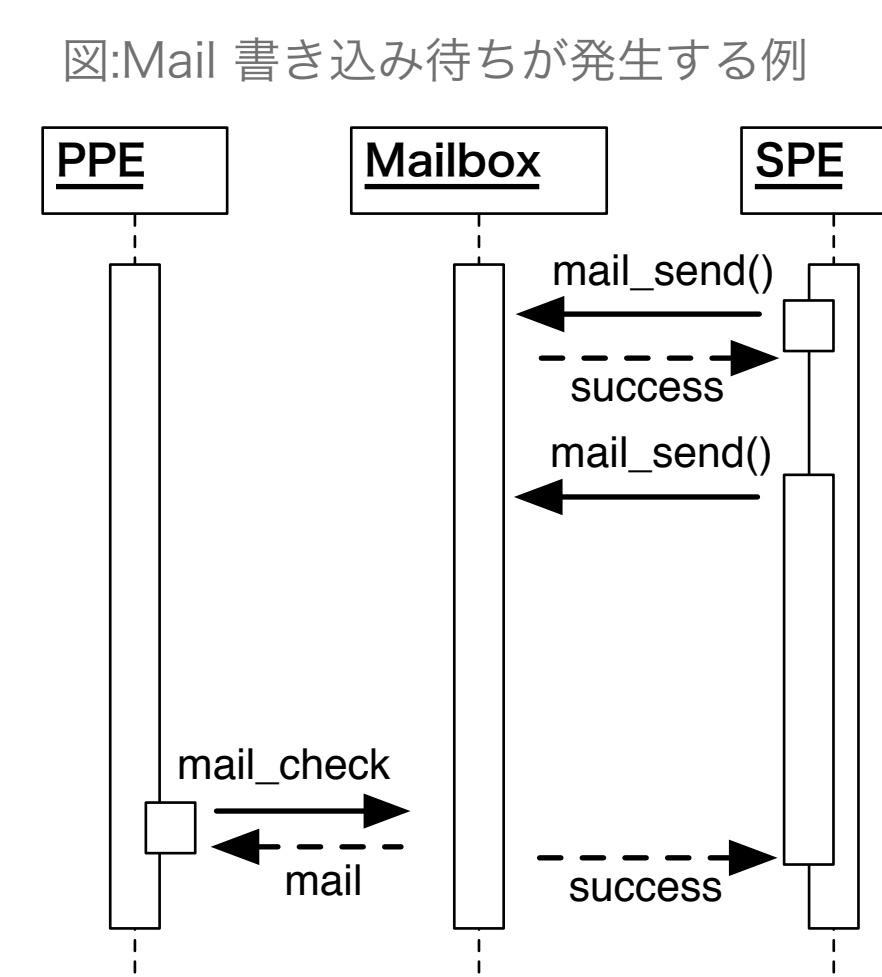 図:Mail 書き込み待ちが発生する例
PPE
Mailbox
SPE
mail_send()
success
mail_send()
mail_check
mail
success